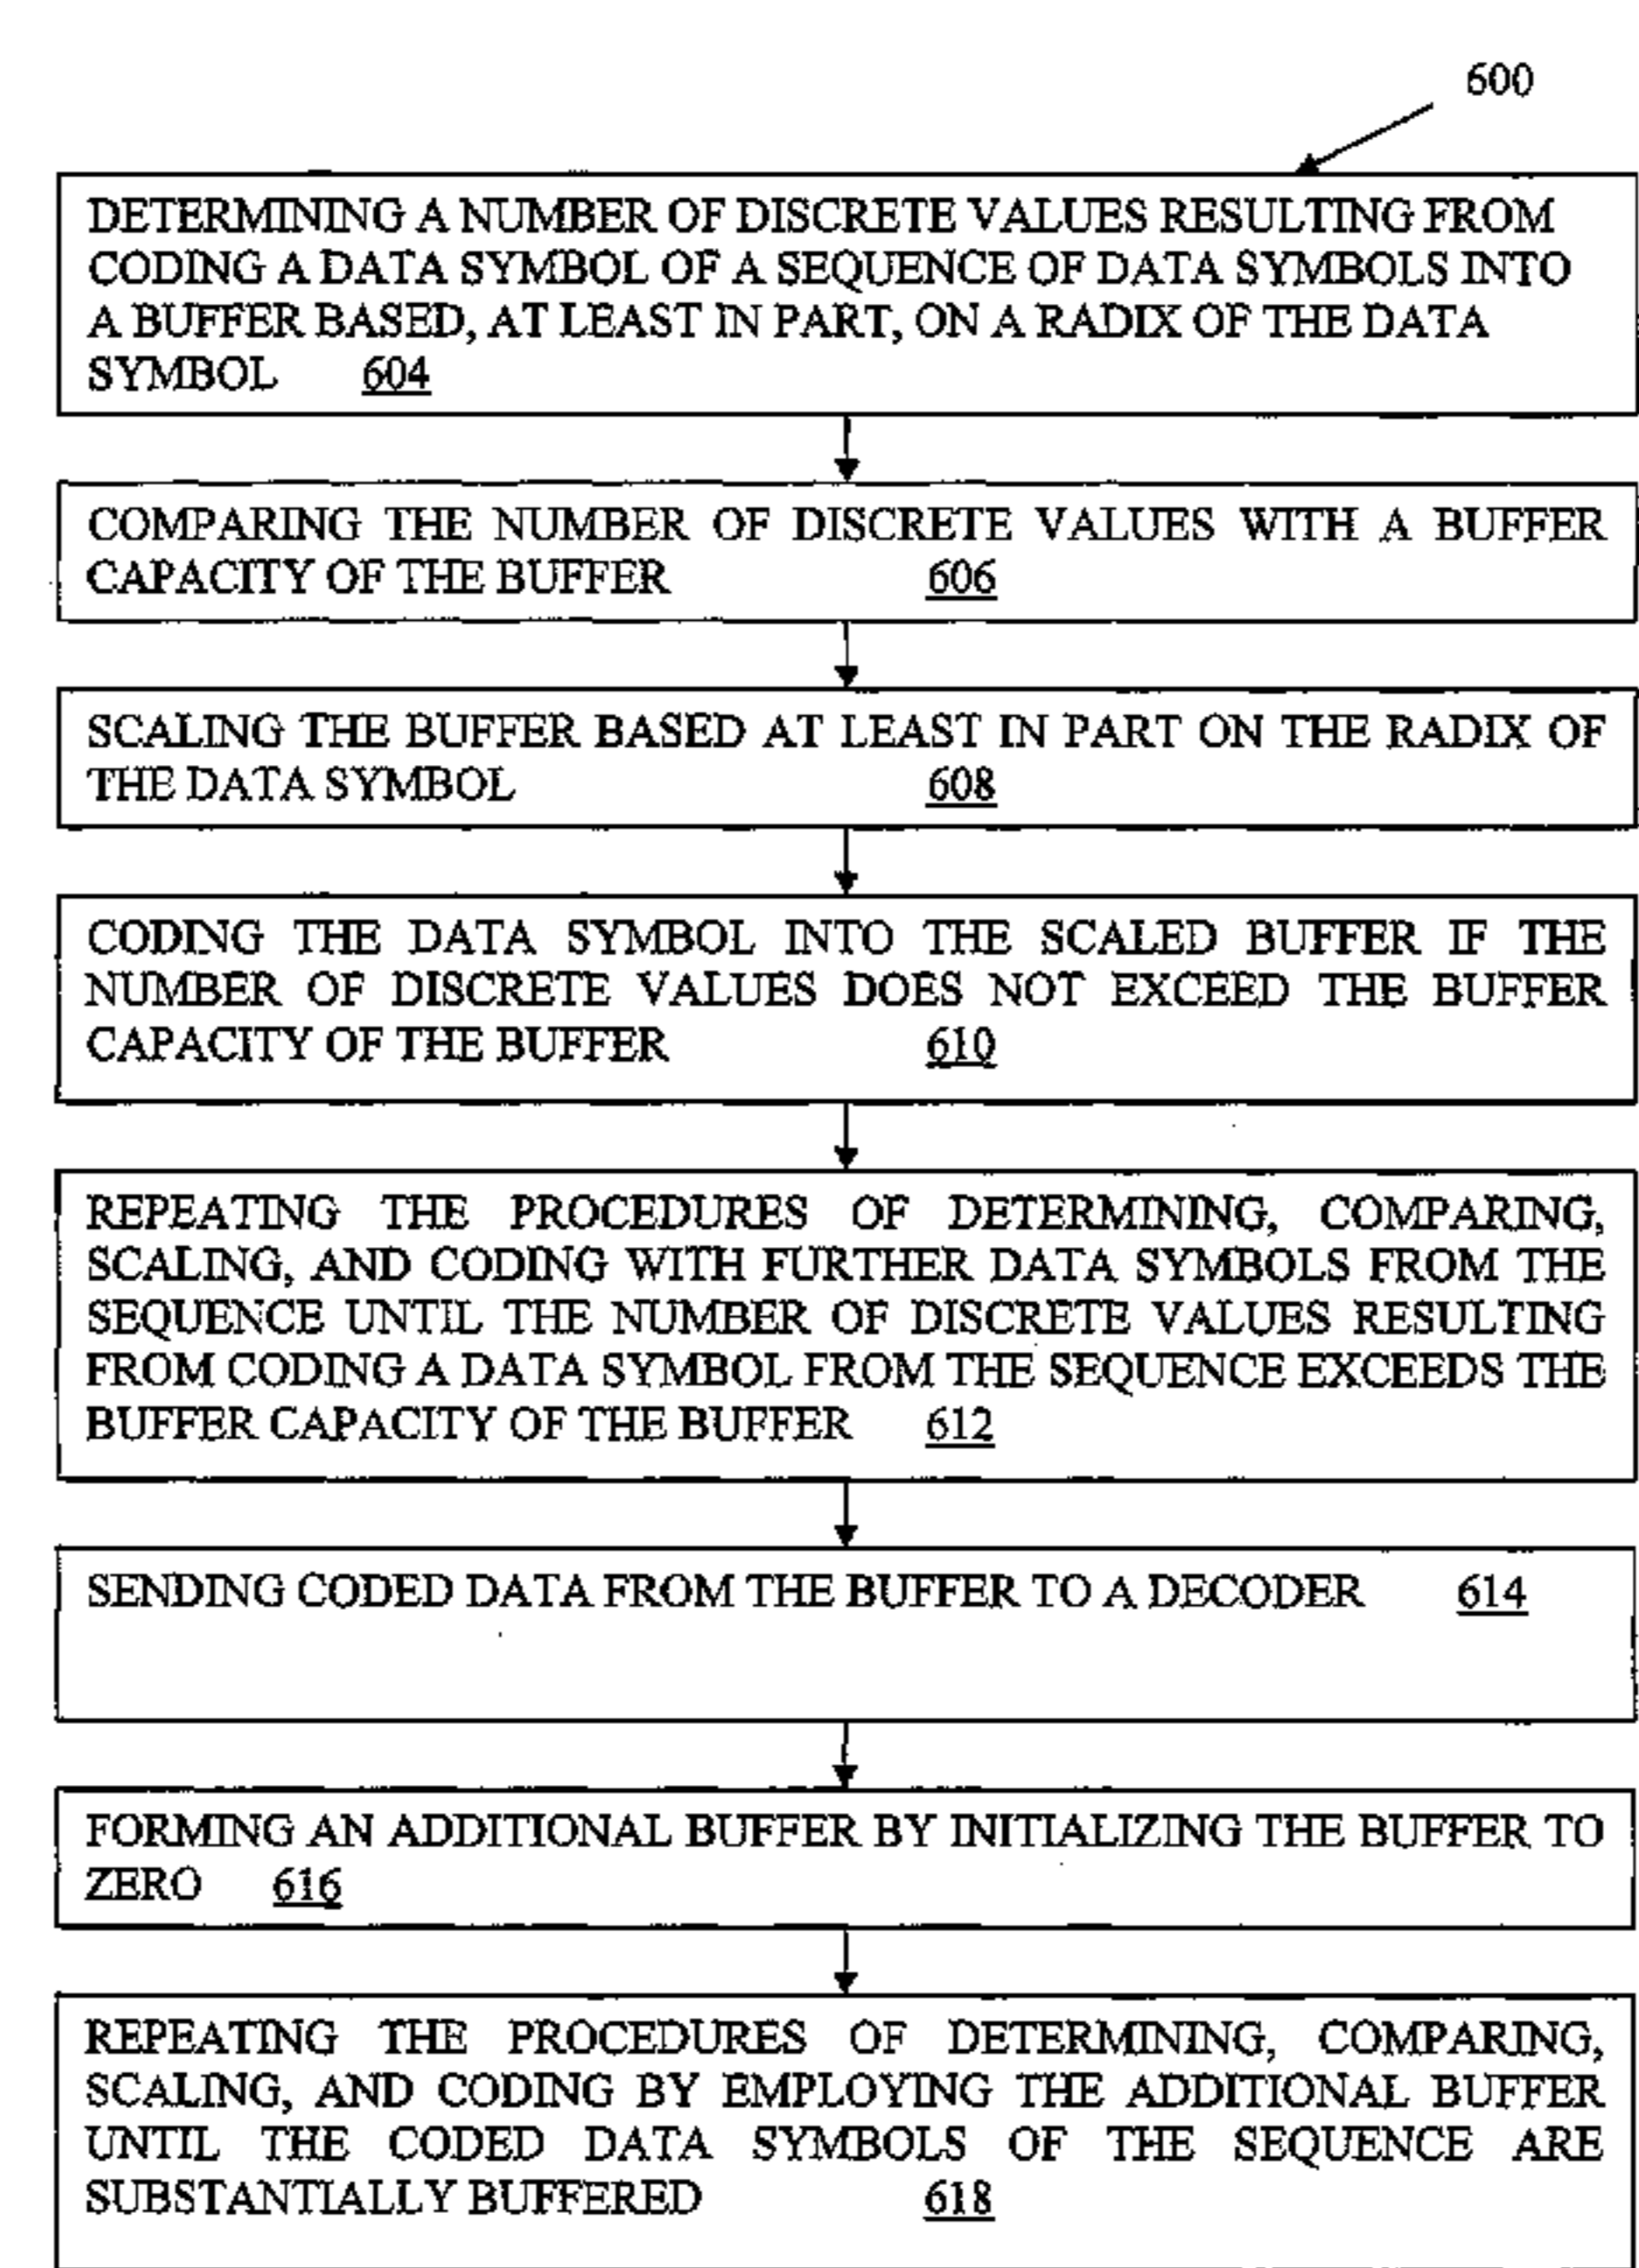 600
DETERMINING A NUMBER OF DISCRETE VALUES RESULTING FROM
CODING A DATA SYMBOL OF A SEQUENCE OF DATA SYMBOLS INTO
A BUFFER BASED, AT LEAST IN PART, ON A RADIX OF THE DATA
SYMBOL 604
COMPARING THE NUMBER OF DISCRETE VALUES WITH A BUFFER
CAPACITY OF THE BUFFER 606
SCALING THE BUFFER BASED AT LEAST IN PART ON THE RADIX OF
THE DATA SYMBOL 608
CODING THE DATA SYMBOL INTO THE SCALED BUFFER IF THE
NUMBER OF DISCRETE VALUES DOES NOT EXCEED THE BUFFER
CAPACITY OF THE BUFFER 610
REPEATING THE PROCEDURES OF DETERMINING, COMPARING,
SCALING, AND CODING WITH FURTHER DATA SYMBOLS FROM THE
SEQUENCE UNTIL THE NUMBER OF DISCRETE VALUES RESULTING
FROM CODING A DATA SYMBOL FROM THE SEQUENCE EXCEEDS THE
BUFFER CAPACITY OF THE BUFFER 612
SENDING CODED DATA FROM THE BUFFER TO A DECODER 614
FORMING AN ADDITIONAL BUFFER BY INITIALIZING THE BUFFER TO
ZERO 616
REPEATING THE PROCEDURES OF DETERMINING, COMPARING,
SCALING, AND CODING BY EMPLOYING THE ADDITIONAL BUFFER
UNTIL THE CODED DATA SYMBOLS OF THE SEQUENCE ARE
SUBSTANTIALLY BUFFERED 618